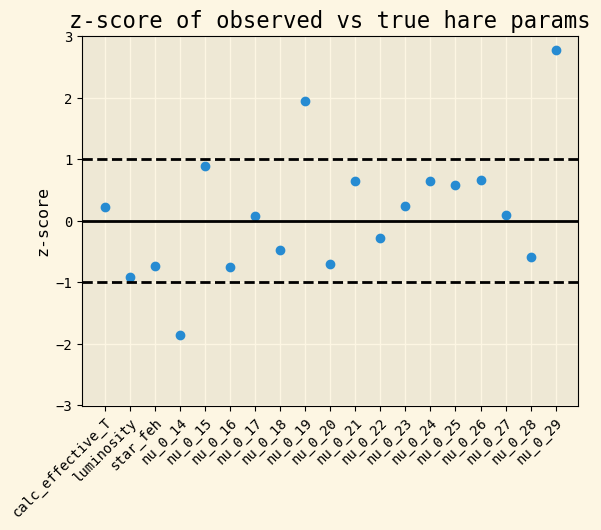 z-score of observed vs true hare params
3
2
1
0
−1
−2
−3
z-score
calc_effective_T
luminosity
star_feh
nu_0_14
nu_0_15
nu_0_16
nu_0_17
nu_0_18
nu_0_19
nu_0_20
nu_0_21
nu_0_22
nu_0_23
nu_0_24
nu_0_25
nu_0_26
nu_0_27
nu_0_28
nu_0_29